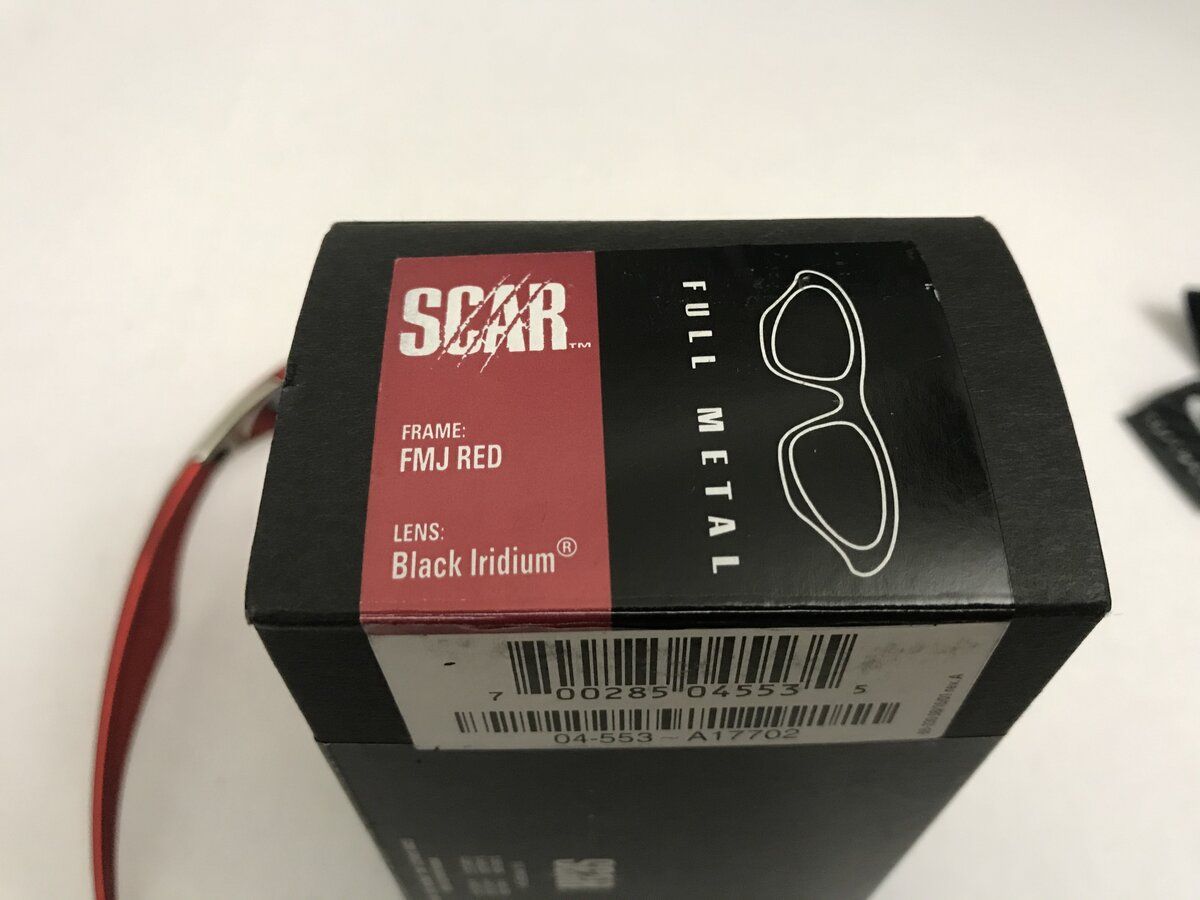 SCAR™
FRAME:
FMJ RED
LENS:
Black Iridium®
FULL METAL
7 00285 04553 5
04-553 ~ A17702